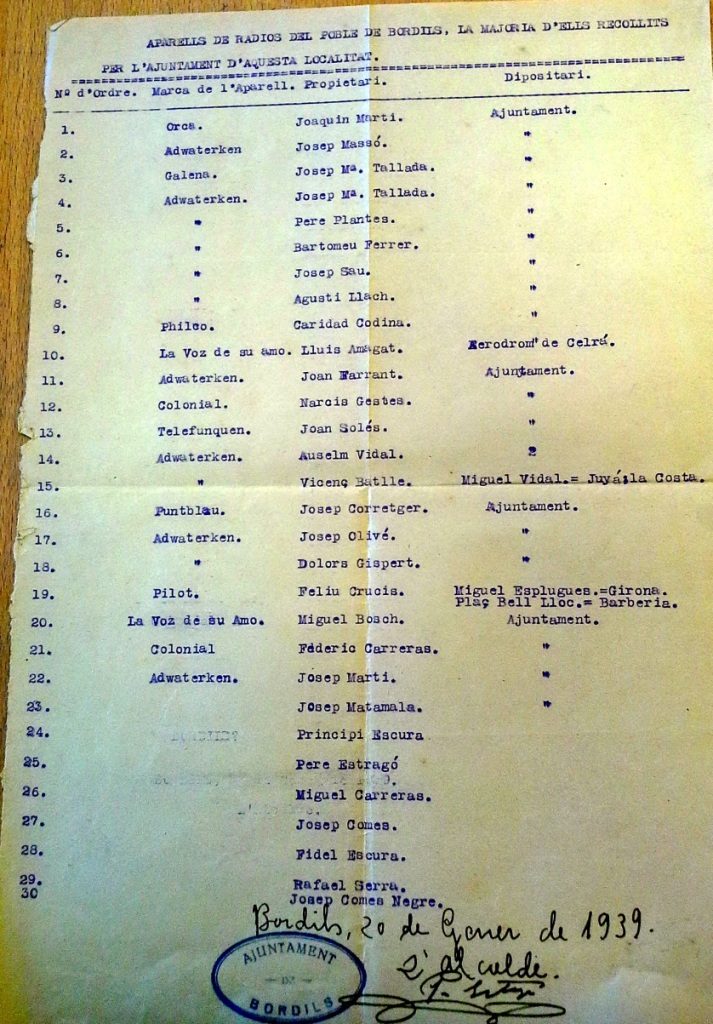 APARELLS DE RADIOS DEL POBLE DE BORDILS, LA MAJORIA D'ELLS RECOLLITS
PER L'AJUNTAMENT D'AQUESTA LOCALITAT.
Nº d'Ordre. Marca de l'Aparell. Propietari. Dipositari.
1. Orca. Joaquin Marti. Ajuntament.
2. Adwaterken Josep Massó. "
3. Galena. Josep Mª. Tallada. "
4. Adwaterken. Josep Mª. Tallada. "
5. " Pere Plantes. "
6. " Bartomeu Ferrer. "
7. " Josep Sau. "
8. " Agusti Llach. "
9. Philco. Caridad Codina. "
10. La Voz de su amo. Lluis Amagat. Aerodrom de Celrá.
11. Adwaterken. Joan Farrant. Ajuntament.
12. Colonial. Narcis Gestes. "
13. Telefunquen. Joan Solés. "
14. Adwaterken. Auselm Vidal. 2
15. " Vicenç Batlle. Miguel Vidal.= Juyá:la Costa.
16. Puntblau. Josep Corretger. Ajuntament.
17. Adwaterken. Josep Olivé. "
18. " Dolors Gispert. "
19. Pilot. Feliu Crucis. Miguel Esplugues.=Girona.
Plaç Bell Lloc.= Barberia.
20. La Voz de su Amo. Miguel Bosch. Ajuntament.
21. Colonial Féderic Carreras. "
22. Adwaterken. Josep Marti. "
23. Josep Matamala. "
24. Principi Escura
25. Pere Estragó
26. Miguel Carreras.
27. Josep Comes.
28. Fidel Escura.
29. Rafael Serra.
30 Josep Comes Negre.
Bordils, 20 de Gener de 1939.
L'alcalde.
AJUNTAMENT
DE
BORDILS